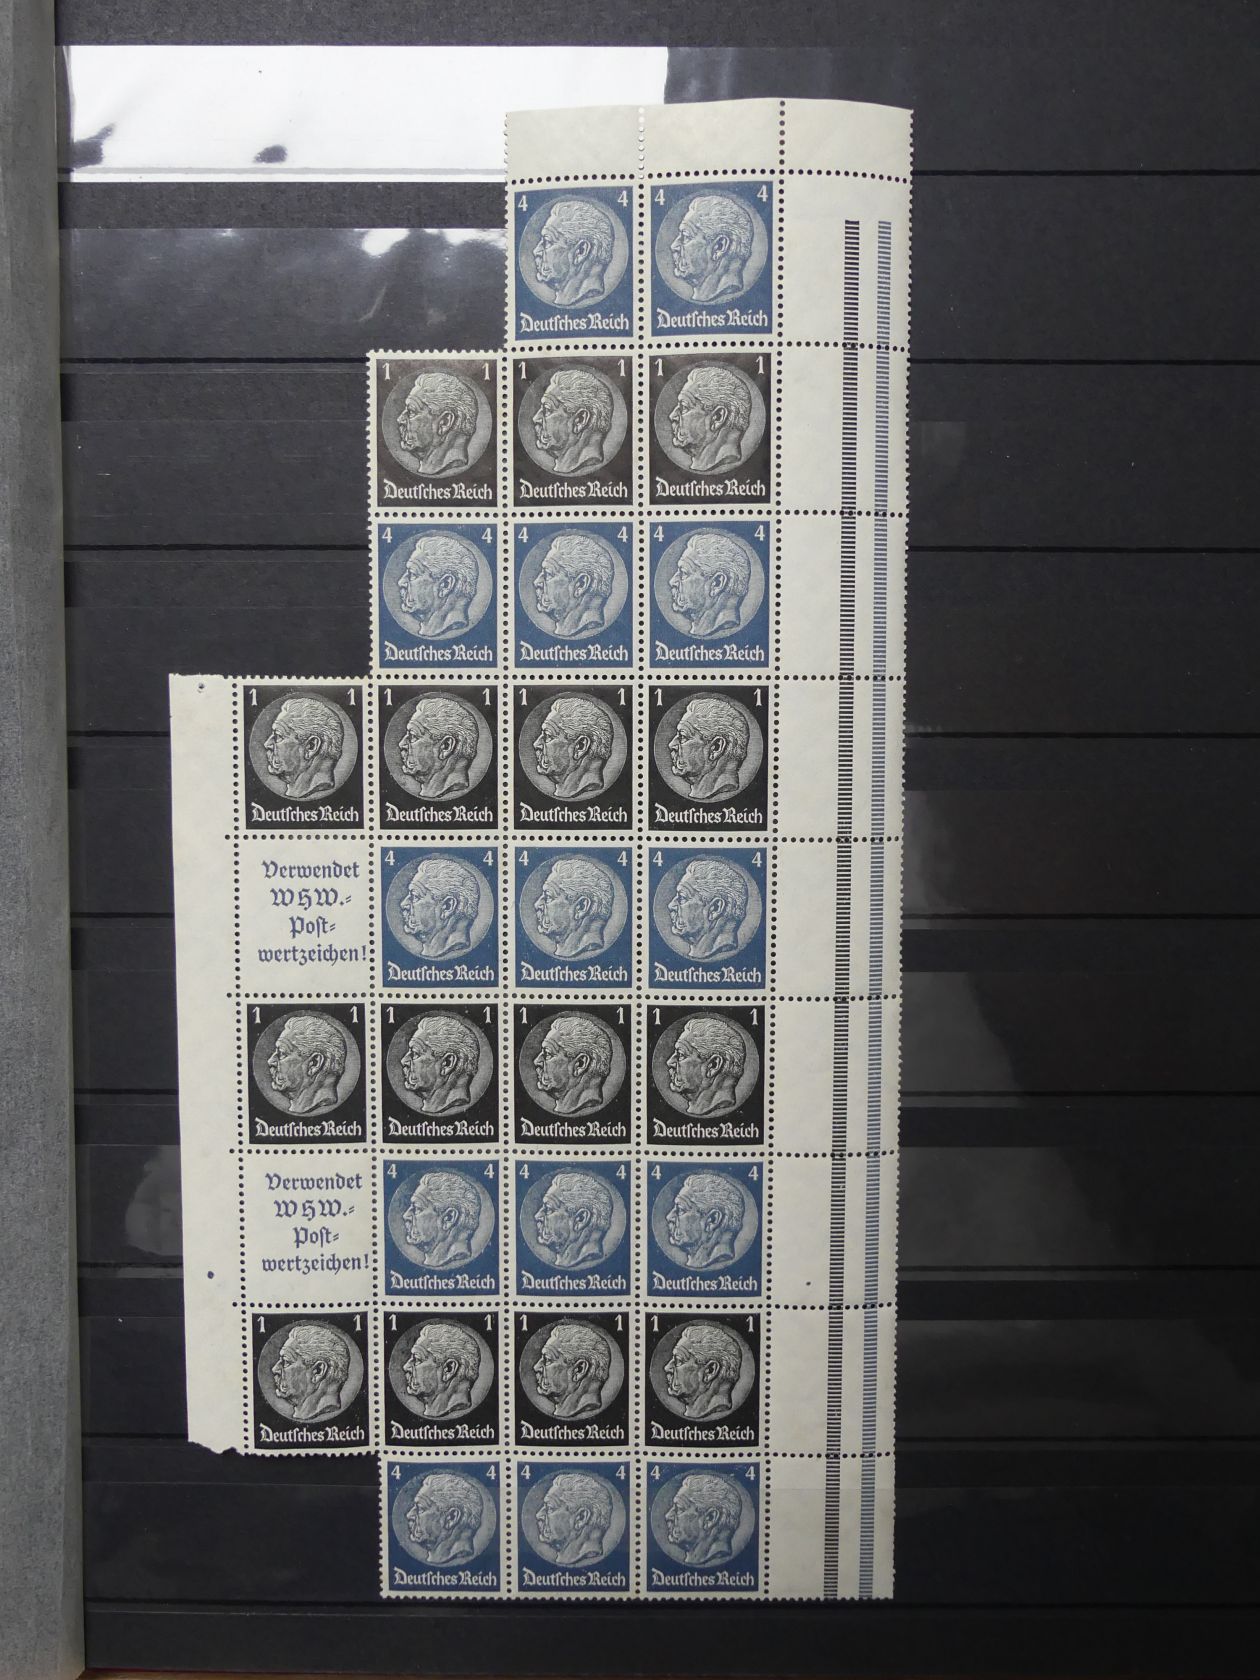 4 4 4 4
Deutsches Reich Deutsches Reich
1 1 1 1 1 1
Deutsches Reich Deutsches Reich Deutsches Reich
4 4 4 4 4 4
Deutsches Reich Deutsches Reich Deutsches Reich
1 1 1 1 1 1 1 1
Deutsches Reich Deutsches Reich Deutsches Reich Deutsches Reich
Verwendet
WHW.=
Post=
wertzeichen!
4 4 4 4 4 4
Deutsches Reich Deutsches Reich Deutsches Reich
1 1 1 1 1 1 1 1
Deutsches Reich Deutsches Reich Deutsches Reich Deutsches Reich
Verwendet
WHW.=
Post=
wertzeichen!
4 4 4 4 4 4
Deutsches Reich Deutsches Reich Deutsches Reich
1 1 1 1 1 1 1 1
Deutsches Reich Deutsches Reich Deutsches Reich Deutsches Reich
4 4 4 4 4 4
Deutsches Reich Deutsches Reich Deutsches Reich